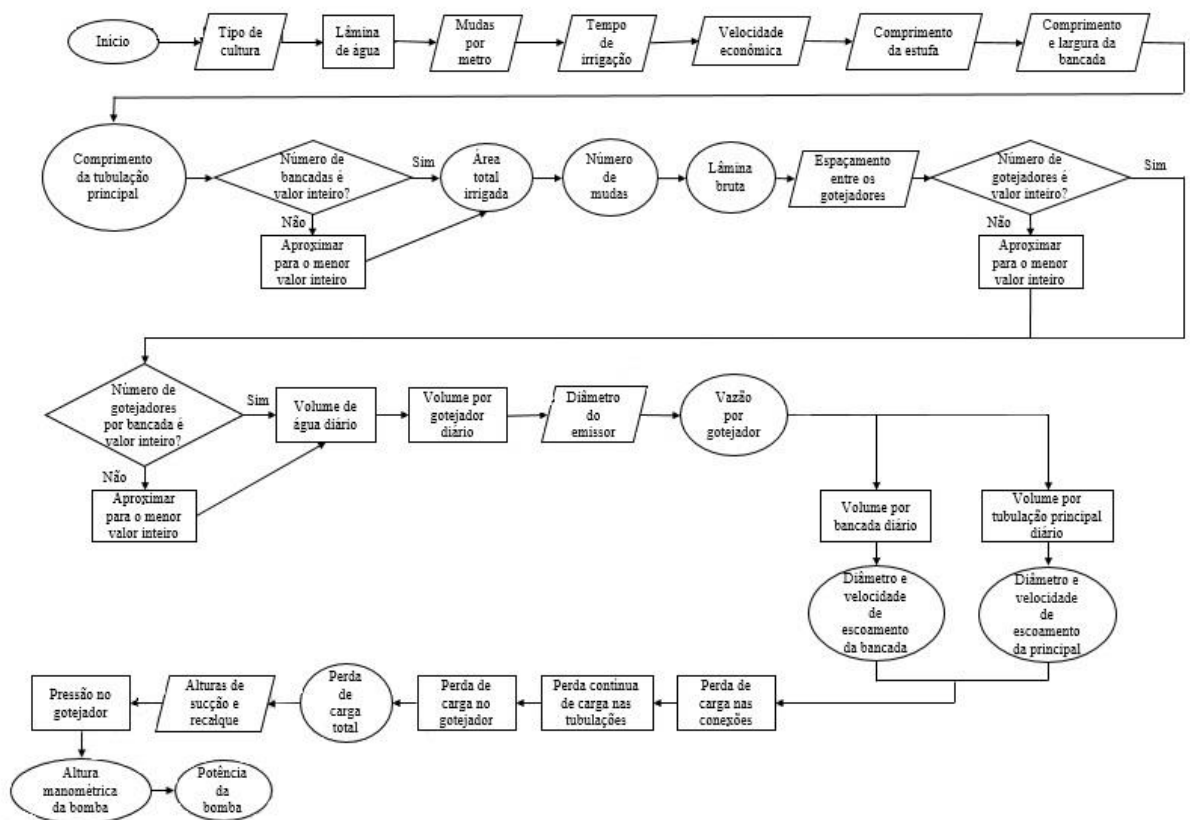 Inicio
Tipo de
cultura
Lâmina
de água
Mudas
por
metro
Tempo
de
irrigação
Velocidade
econômica
Comprimento
da estufa
Comprimento
e largura da
bancada
Comprimento
da tubulação
principal
Número de
bancadas é
valor inteiro?
Sim
Não
Aproximar
para o menor
valor inteiro
Área
total
irrigada
Número
de
mudas
Lâmina
bruta
Espaçamento
entre os
gotejadores
Número de
gotejadores é
valor inteiro?
Sim
Não
Aproximar
para o menor
valor inteiro
Número de
gotejadores
por bancada é
valor inteiro?
Sim
Não
Aproximar
para o menor
valor inteiro
Volume de
água diário
Volume por
gotejador
diário
Diâmetro
do
emissor
Vazão
por
gotejador
Volume por
bancada diário
Volume por
tubulação principal
diário
Diâmetro e
velocidade
de
escoamento
da bancada
Diâmetro e
velocidade
de
escoamento
da principal
Perda de
carga nas
conexões
Perda continua
de carga nas
tubulações
Perda de
carga no
gotejador
Perda
de
carga total
Alturas de
sucção e
recalque
Pressão no
gotejador
Altura
manométrica
da bomba
Potência
da
bomba